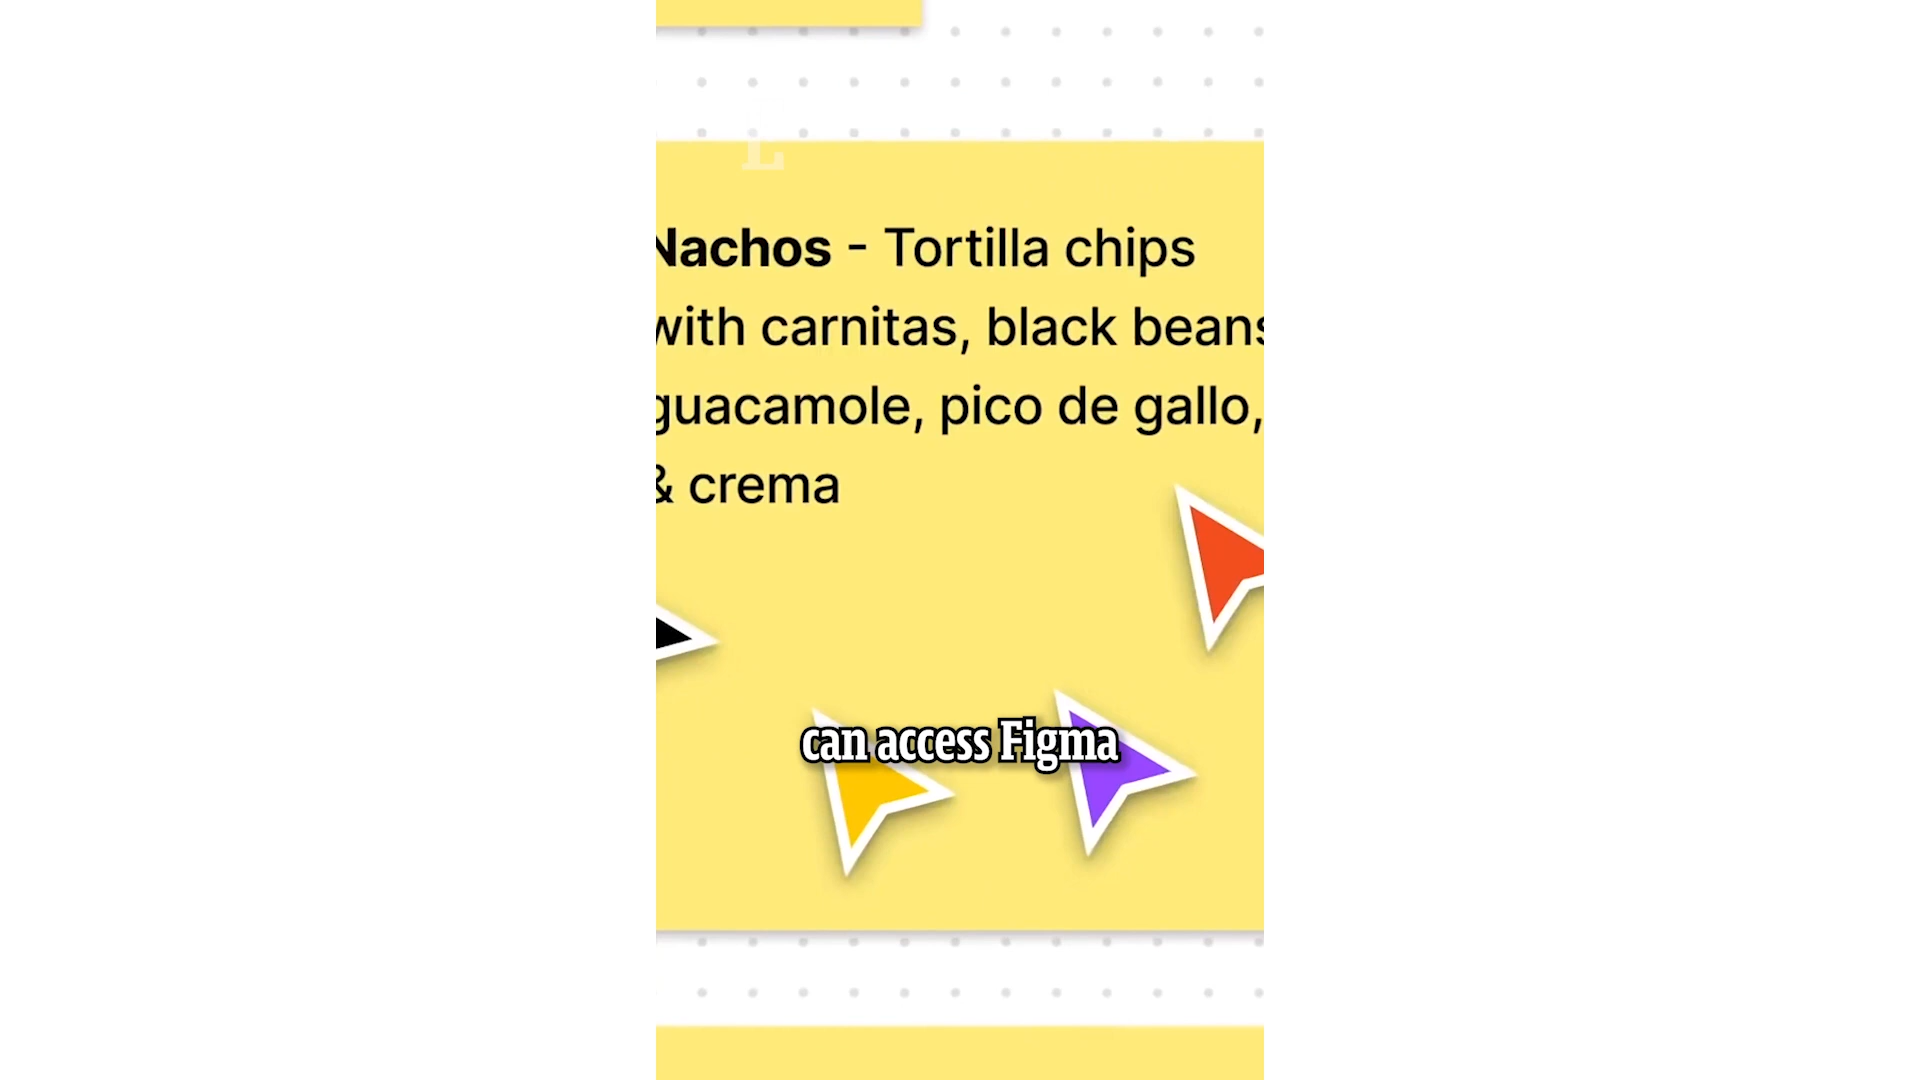 L
Nachos - Tortilla chips
with carnitas, black beans
guacamole, pico de gallo,
& crema
can access Figma